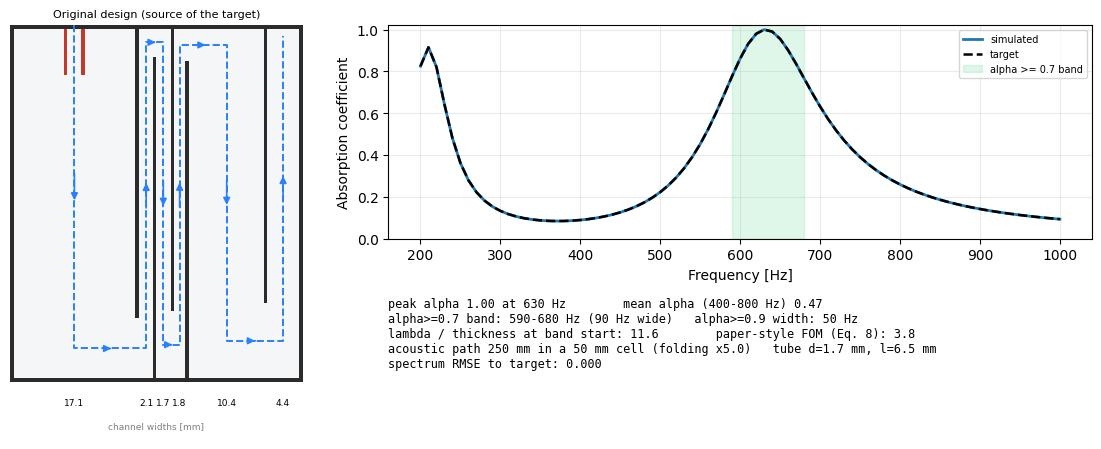 Original design (source of the target)
17.1 2.1 1.7 1.8 10.4 4.4
channel widths [mm]
Absorption coefficient
1.0
0.8
0.6
0.4
0.2
0.0
simulated
target
alpha >= 0.7 band
200 300 400 500 600 700 800 900 1000
Frequency [Hz]
peak alpha 1.00 at 630 Hz mean alpha (400-800 Hz) 0.47
alpha>=0.7 band: 590-680 Hz (90 Hz wide) alpha>=0.9 width: 50 Hz
lambda / thickness at band start: 11.6 paper-style FOM (Eq. 8): 3.8
acoustic path 250 mm in a 50 mm cell (folding x5.0) tube d=1.7 mm, l=6.5 mm
spectrum RMSE to target: 0.000